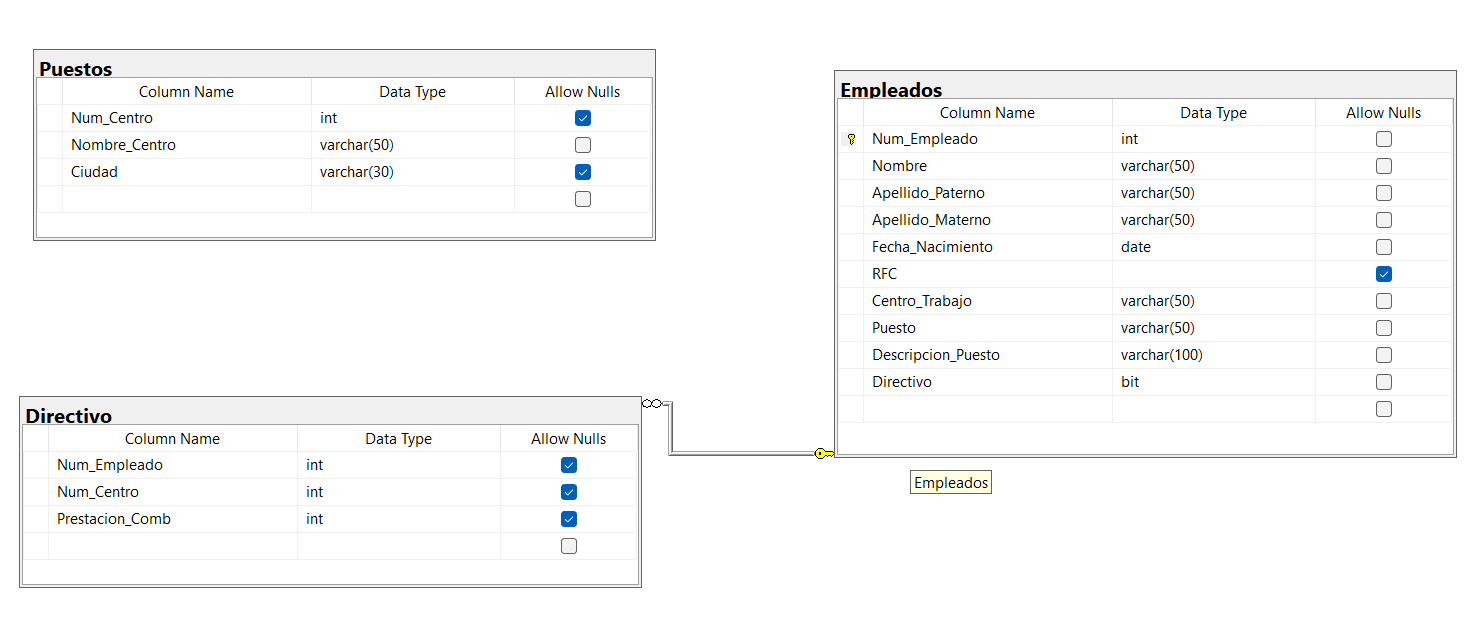 Puestos
Column Name Data Type Allow Nulls
Num_Centro int
Nombre_Centro varchar(50)
Ciudad varchar(30)
Empleados
Column Name Data Type Allow Nulls
Num_Empleado int
Nombre varchar(50)
Apellido_Paterno varchar(50)
Apellido_Materno varchar(50)
Fecha_Nacimiento date
RFC
Centro_Trabajo varchar(50)
Puesto varchar(50)
Descripcion_Puesto varchar(100)
Directivo bit
Directivo
Column Name Data Type Allow Nulls
Num_Empleado int
Num_Centro int
Prestacion_Comb int
Empleados